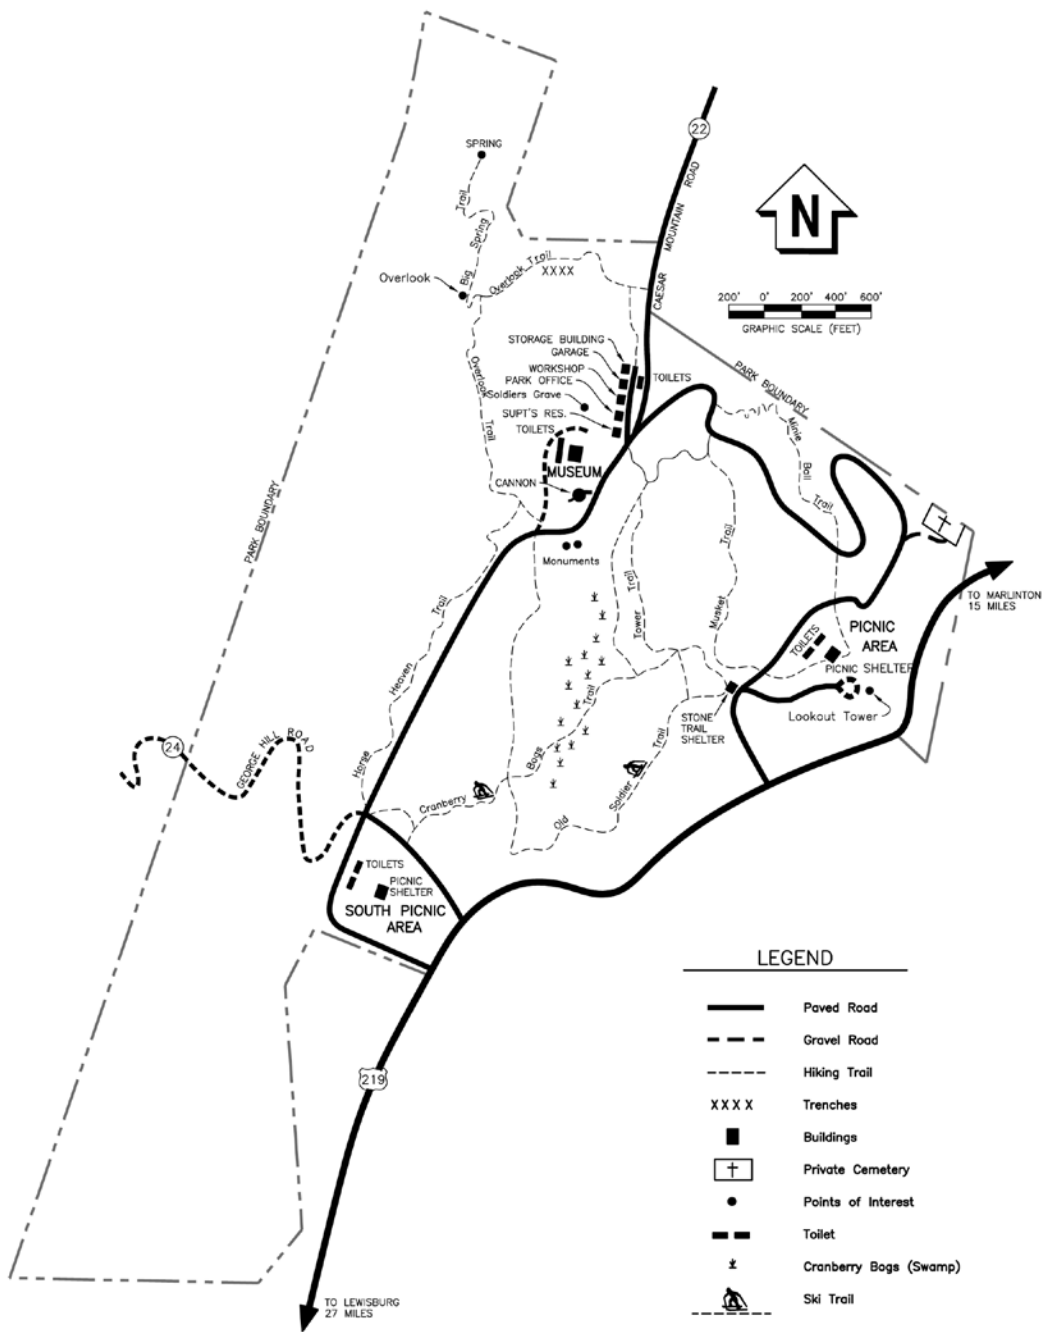 22
SPRING
N
Big Spring Trail
CAESAR MOUNTAIN ROAD
Overlook
Overlook Trail
XXXX
200' 0' 200' 400' 600'
GRAPHIC SCALE (FEET)
STORAGE BUILDING
GARAGE
WORKSHOP
PARK OFFICE
Soldiers Grave
SUPT'S RES.
TOILETS
TOILETS
PARK BOUNDARY
Overlook Trail
Minie Ball Trail
MUSEUM
CANNON
PARK BOUNDARY
Monuments
TO MARLINTON
15 MILES
Musket Trail
Tower Trail
Horse Heaven Trail
TOILETS
PICNIC
AREA
PICNIC SHELTER
Lookout Tower
STONE
TRAIL
SHELTER
24
GEORGE HILL ROAD
Cranberry Bogs Trail
Old Soldier Trail
TOILETS
PICNIC
SHELTER
SOUTH PICNIC
AREA
219
TO LEWISBURG
27 MILES
LEGEND
Paved Road
Gravel Road
Hiking Trail
XXXX Trenches
Buildings
Private Cemetery
Points of Interest
Toilet
Cranberry Bogs (Swamp)
Ski Trail